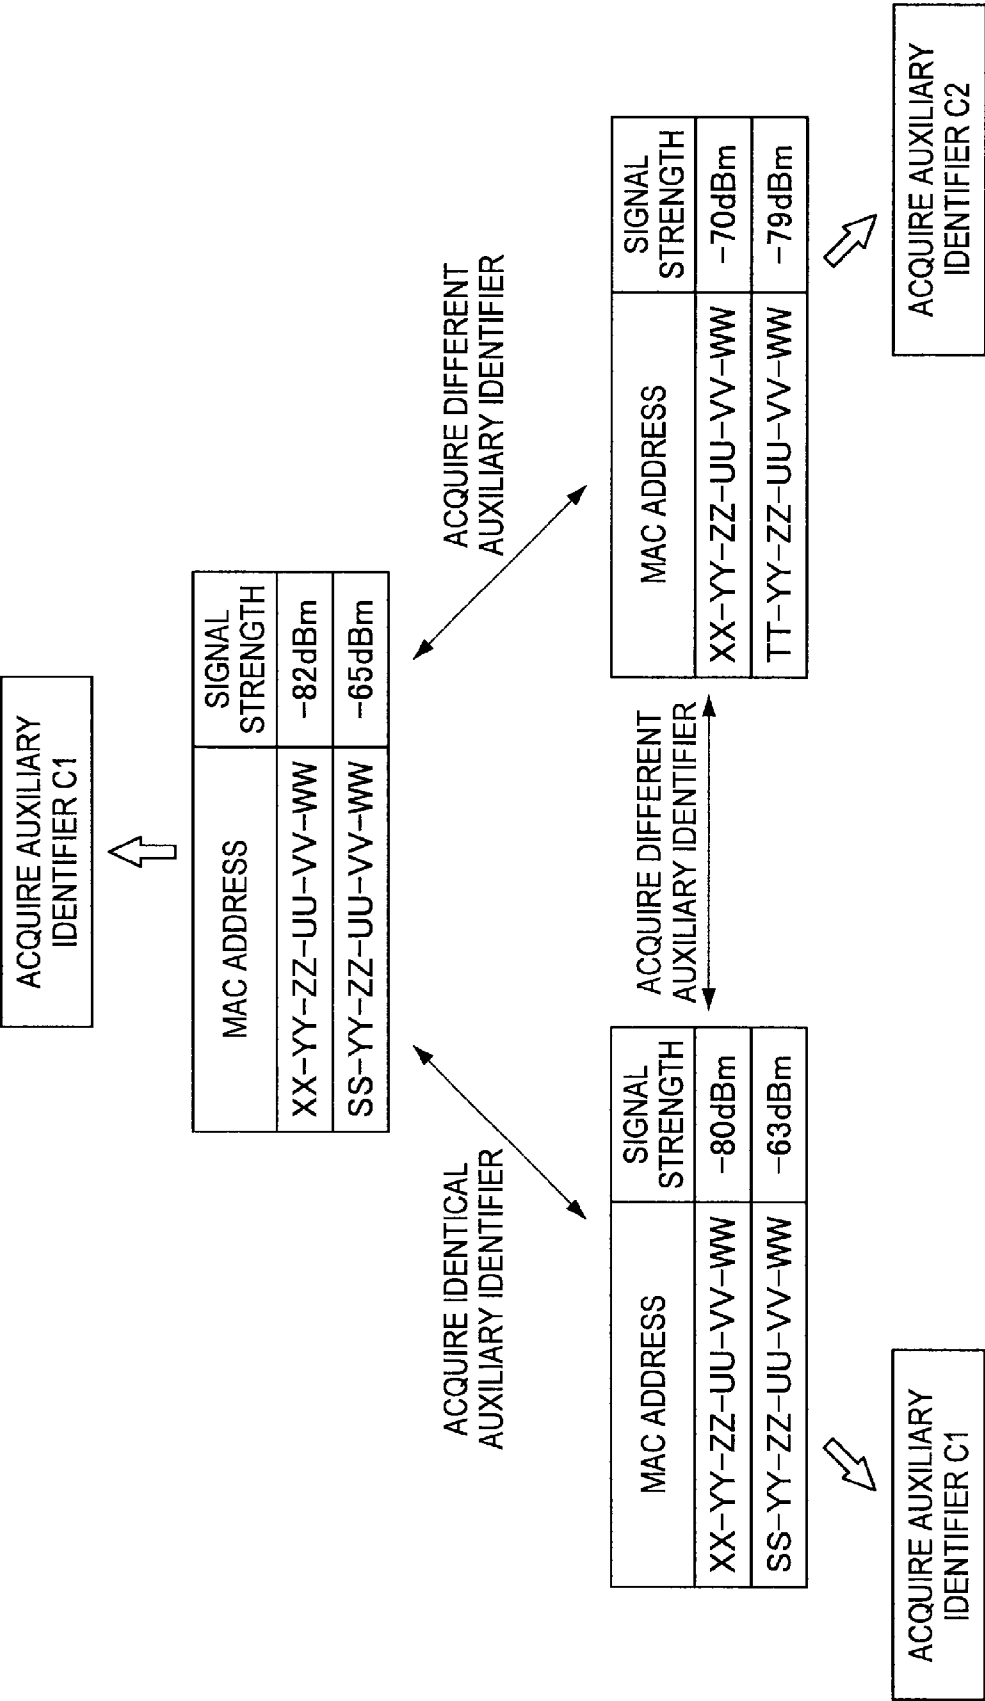 ACQUIRE AUXILIARY
IDENTIFIER C1
MAC ADDRESS
SIGNAL
STRENGTH
XX-YY-ZZ-UU-VV-WW
-82dBm
SS-YY-ZZ-UU-VV-WW
-65dBm
ACQUIRE IDENTICAL
AUXILIARY IDENTIFIER
ACQUIRE DIFFERENT
AUXILIARY IDENTIFIER
MAC ADDRESS
SIGNAL
STRENGTH
XX-YY-ZZ-UU-VV-WW
-80dBm
SS-YY-ZZ-UU-VV-WW
-63dBm
ACQUIRE DIFFERENT
AUXILIARY IDENTIFIER
MAC ADDRESS
SIGNAL
STRENGTH
XX-YY-ZZ-UU-VV-WW
-70dBm
TT-YY-ZZ-UU-VV-WW
-79dBm
ACQUIRE AUXILIARY
IDENTIFIER C1
ACQUIRE AUXILIARY
IDENTIFIER C2